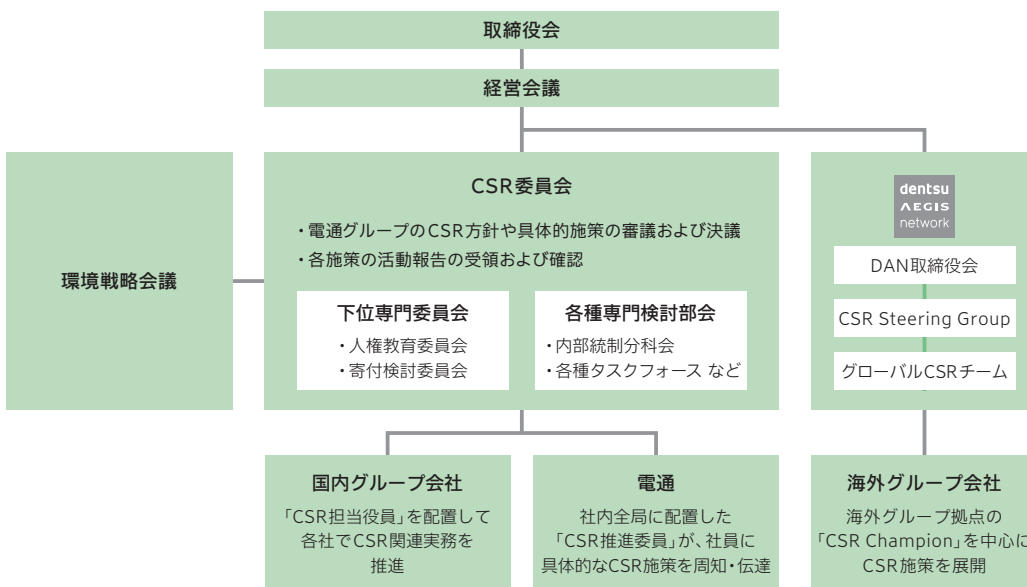 取締役会
経営会議
環境戦略会議
CSR委員会
・電通グループのCSR方針や具体的施策の審議および決議
・各施策の活動報告の受領および確認
下位専門委員会
・人権教育委員会
・寄付検討委員会
各種専門検討部会
・内部統制分科会
・各種タスクフォース など
dentsu
AEGIS
network
DAN取締役会
CSR Steering Group
グローバルCSRチーム
国内グループ会社
「CSR担当役員」を配置して
各社でCSR関連実務を
推進
電通
社内全局に配置した
「CSR推進委員」が、社員に
具体的なCSR施策を周知・伝達
海外グループ会社
海外グループ拠点の
「CSR Champion」を中心に
CSR施策を展開